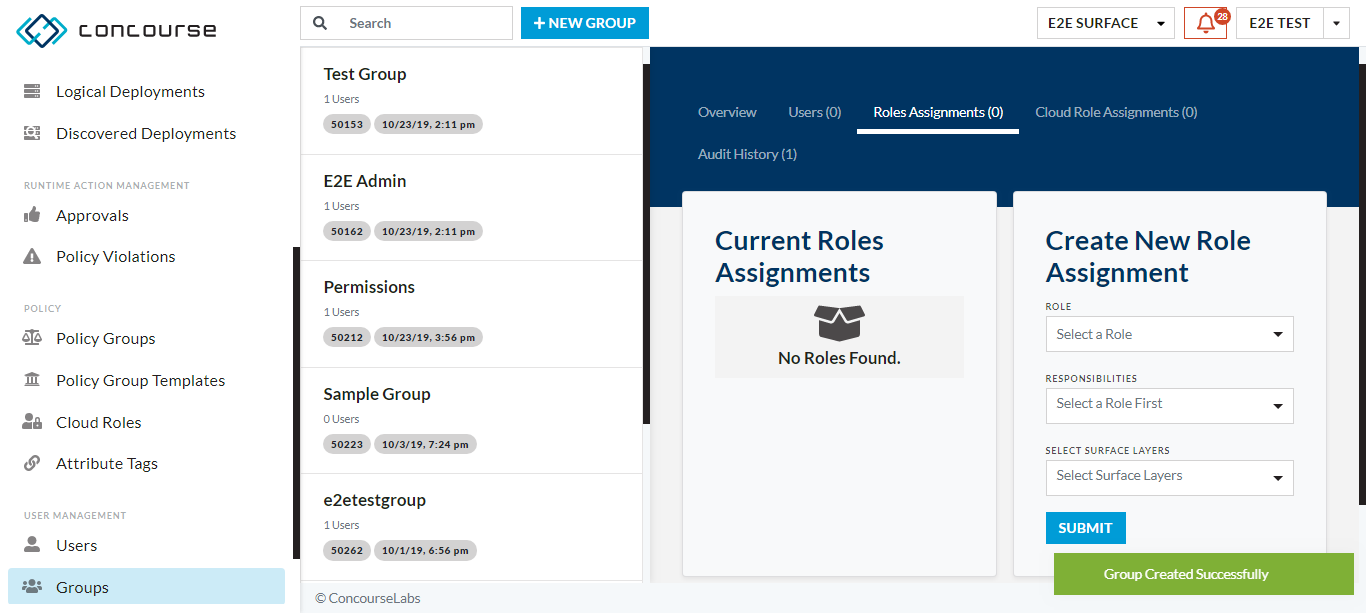 concourse
Search
+ NEW GROUP
E2E SURFACE
28
E2E TEST
Logical Deployments
Discovered Deployments
RUNTIME ACTION MANAGEMENT
Approvals
Policy Violations
POLICY
Policy Groups
Policy Group Templates
Cloud Roles
Attribute Tags
USER MANAGEMENT
Users
Groups
Test Group
1 Users
50153 10/23/19, 2:11 pm
E2E Admin
1 Users
50162 10/23/19, 2:11 pm
Permissions
1 Users
50212 10/23/19, 3:56 pm
Sample Group
0 Users
50223 10/3/19, 7:24 pm
e2etestgroup
1 Users
50262 10/1/19, 6:56 pm
© ConcourseLabs
Overview Users (0) Roles Assignments (0) Cloud Role Assignments (0)
Audit History (1)
Current Roles
Assignments
No Roles Found.
Create New Role
Assignment
ROLE
Select a Role
RESPONSIBILITIES
Select a Role First
SELECT SURFACE LAYERS
Select Surface Layers
SUBMIT
Group Created Successfully